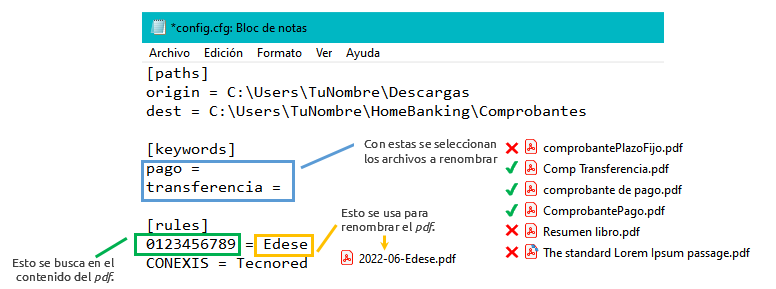 *config.cfg: Bloc de notas
Archivo Edición Formato Ver Ayuda
[paths]
origin = C:\Users\TuNombre\Descargas
dest = C:\Users\TuNombre\HomeBanking\Comprobantes
[keywords]
pago =
transferencia =
Con estas se seleccionan
los archivos a renombrar
comprobantePlazoFijo.pdf
Comp Transferencia.pdf
comprobante de pago.pdf
ComprobantePago.pdf
Resumen libro.pdf
The standard Lorem Ipsum passage.pdf
[rules]
0123456789 = Edese
CONEXIS = Tecnored
Esto se usa para
renombrar el pdf.
2022-06-Edese.pdf
Esto se busca en el
contenido del pdf.